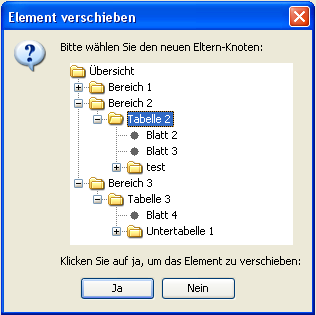 Element verschieben
Bitte wählen Sie den neuen Eltern-Knoten:
Übersicht
Bereich 1
Bereich 2
Tabelle 2
Blatt 2
Blatt 3
test
Bereich 3
Tabelle 3
Blatt 4
Untertabelle 1
Klicken Sie auf ja, um das Element zu verschieben:
Ja
Nein